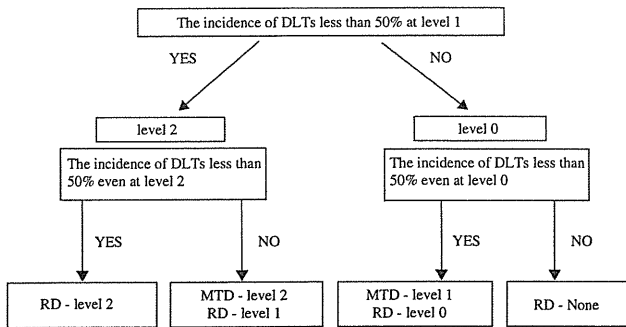 The incidence of DLTs less than 50% at level 1
YES
NO
level 2
level 0
The incidence of DLTs less than
50% even at level 2
The incidence of DLTs less than
50% even at level 0
YES
NO
YES
NO
RD - level 2
MTD - level 2
RD - level 1
MTD - level 1
RD - level 0
RD - None